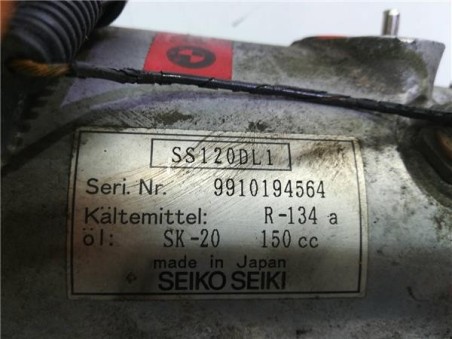 SS120DL1
Seri. Nr. 9910194564
Kältemittel: R-134 a
öl: SK-20 150 cc
made in Japan
SEIKO SEIKI